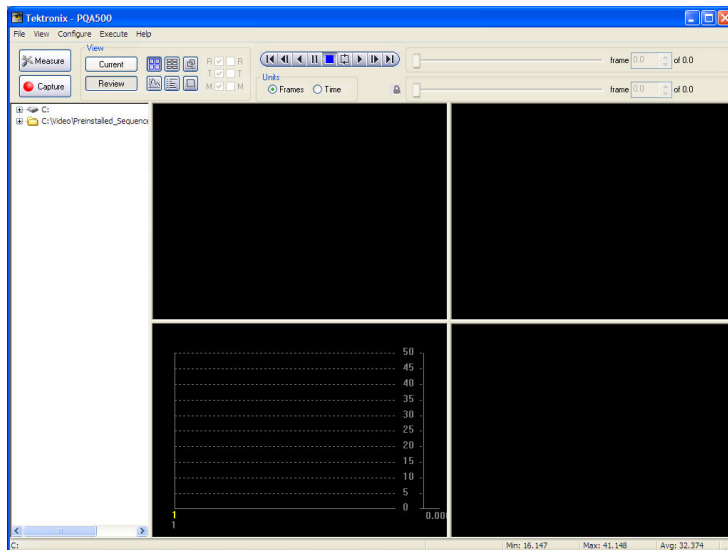 Tektronix - PQA500
File View Configure Execute Help
Measure
Capture
View
Current
Review
R R
T T
M M
Units
Frames Time
frame 0.0 of 0.0
frame 0.0 of 0.0
C:
C:\Video\Preinstalled_Sequence
50
45
40
35
30
25
20
15
10
5
0
1
1
0.00
C:
Min: 16.147 Max: 41.148 Avg: 32.374